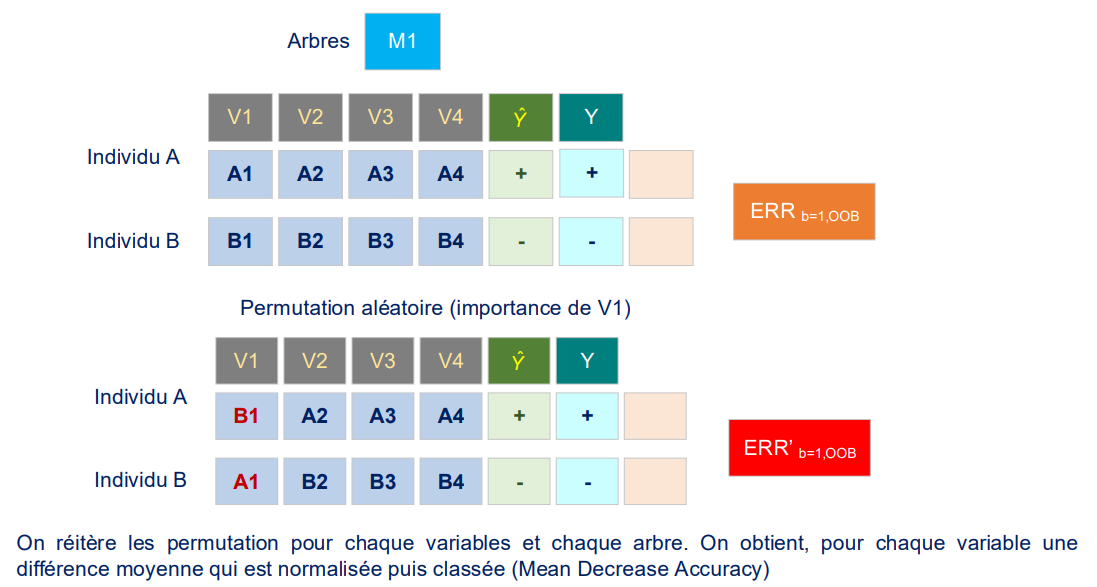 Arbres M1
V1 V2 V3 V4 Ŷ Y
Individu A A1 A2 A3 A4 + +
ERR b=1,OOB
Individu B B1 B2 B3 B4 - -
Permutation aléatoire (importance de V1)
V1 V2 V3 V4 Ŷ Y
Individu A B1 A2 A3 A4 + +
ERR’ b=1,OOB
Individu B A1 B2 B3 B4 - -
On réitère les permutation pour chaque variables et chaque arbre. On obtient, pour chaque variable une
différence moyenne qui est normalisée puis classée (Mean Decrease Accuracy)